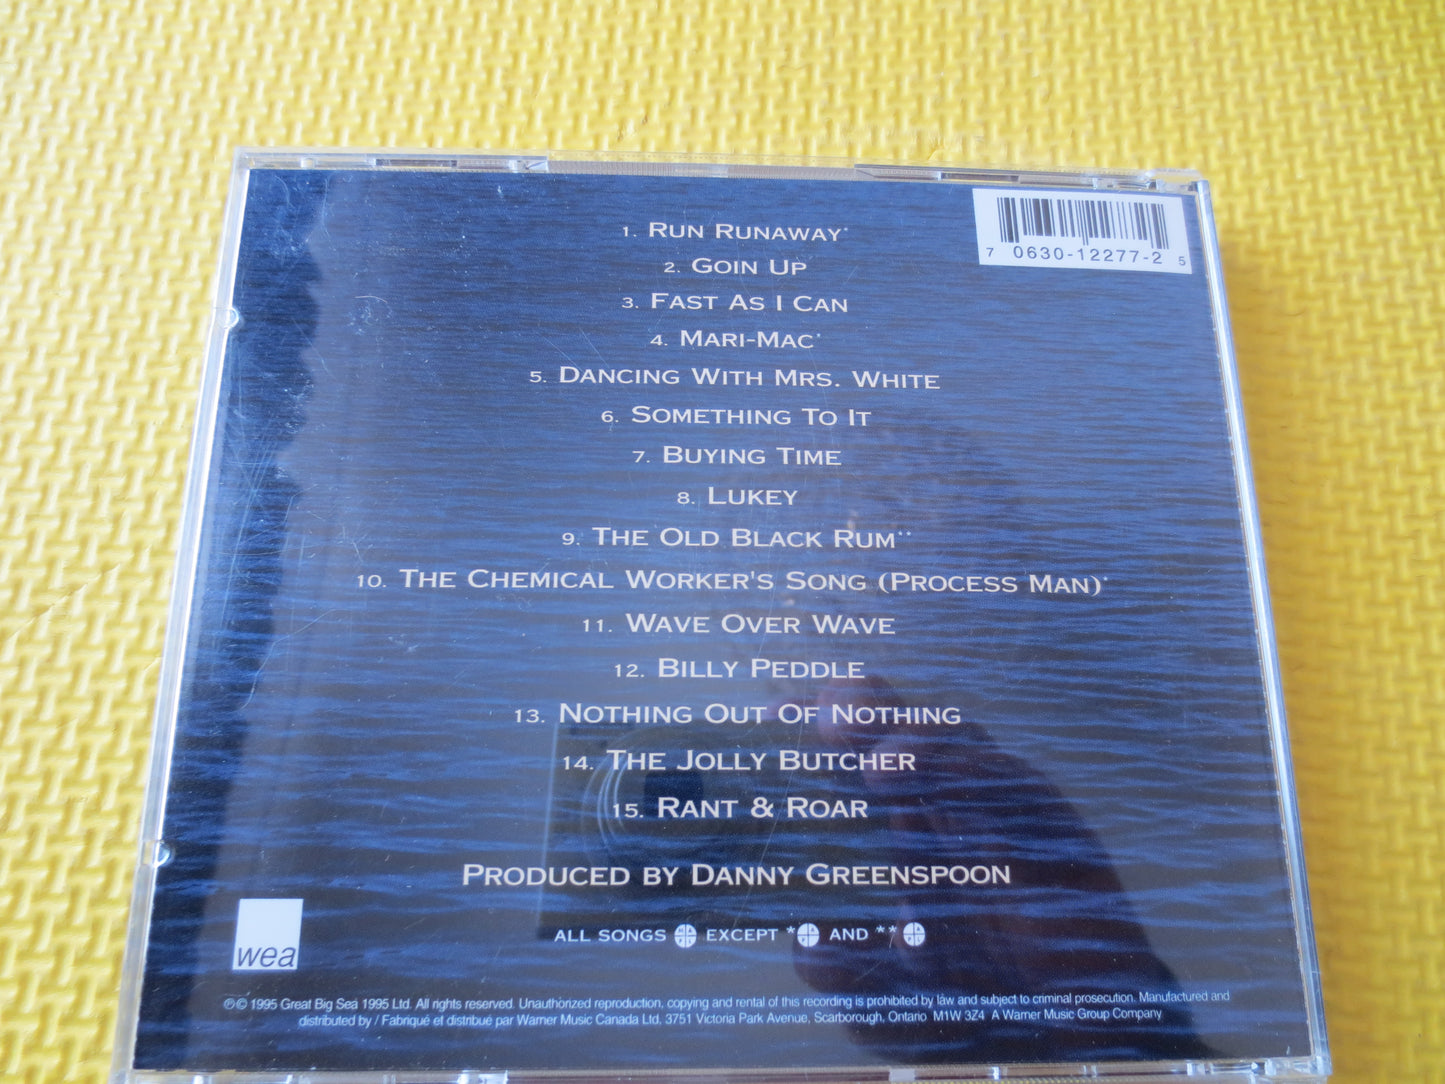 7 0630-12277-2 5
1. RUN RUNAWAY*
2. GOIN UP
3. FAST AS I CAN
4. MARI-MAC*
5. DANCING WITH MRS. WHITE
6. SOMETHING TO IT
7. BUYING TIME
8. LUKEY
9. THE OLD BLACK RUM**
10. THE CHEMICAL WORKER'S SONG (PROCESS MAN)*
11. WAVE OVER WAVE
12. BILLY PEDDLE
13. NOTHING OUT OF NOTHING
14. THE JOLLY BUTCHER
15. RANT & ROAR
PRODUCED BY DANNY GREENSPOON
ALL SONGS EXCEPT * AND **
wea
℗© 1995 Great Big Sea 1995 Ltd. All rights reserved. Unauthorized reproduction, copying and rental of this recording is prohibited by law and subject to criminal prosecution. Manufactured and
distributed by / Fabriqué et distribué par Warner Music Canada Ltd, 3751 Victoria Park Avenue, Scarborough, Ontario M1W 3Z4 A Warner Music Group Company